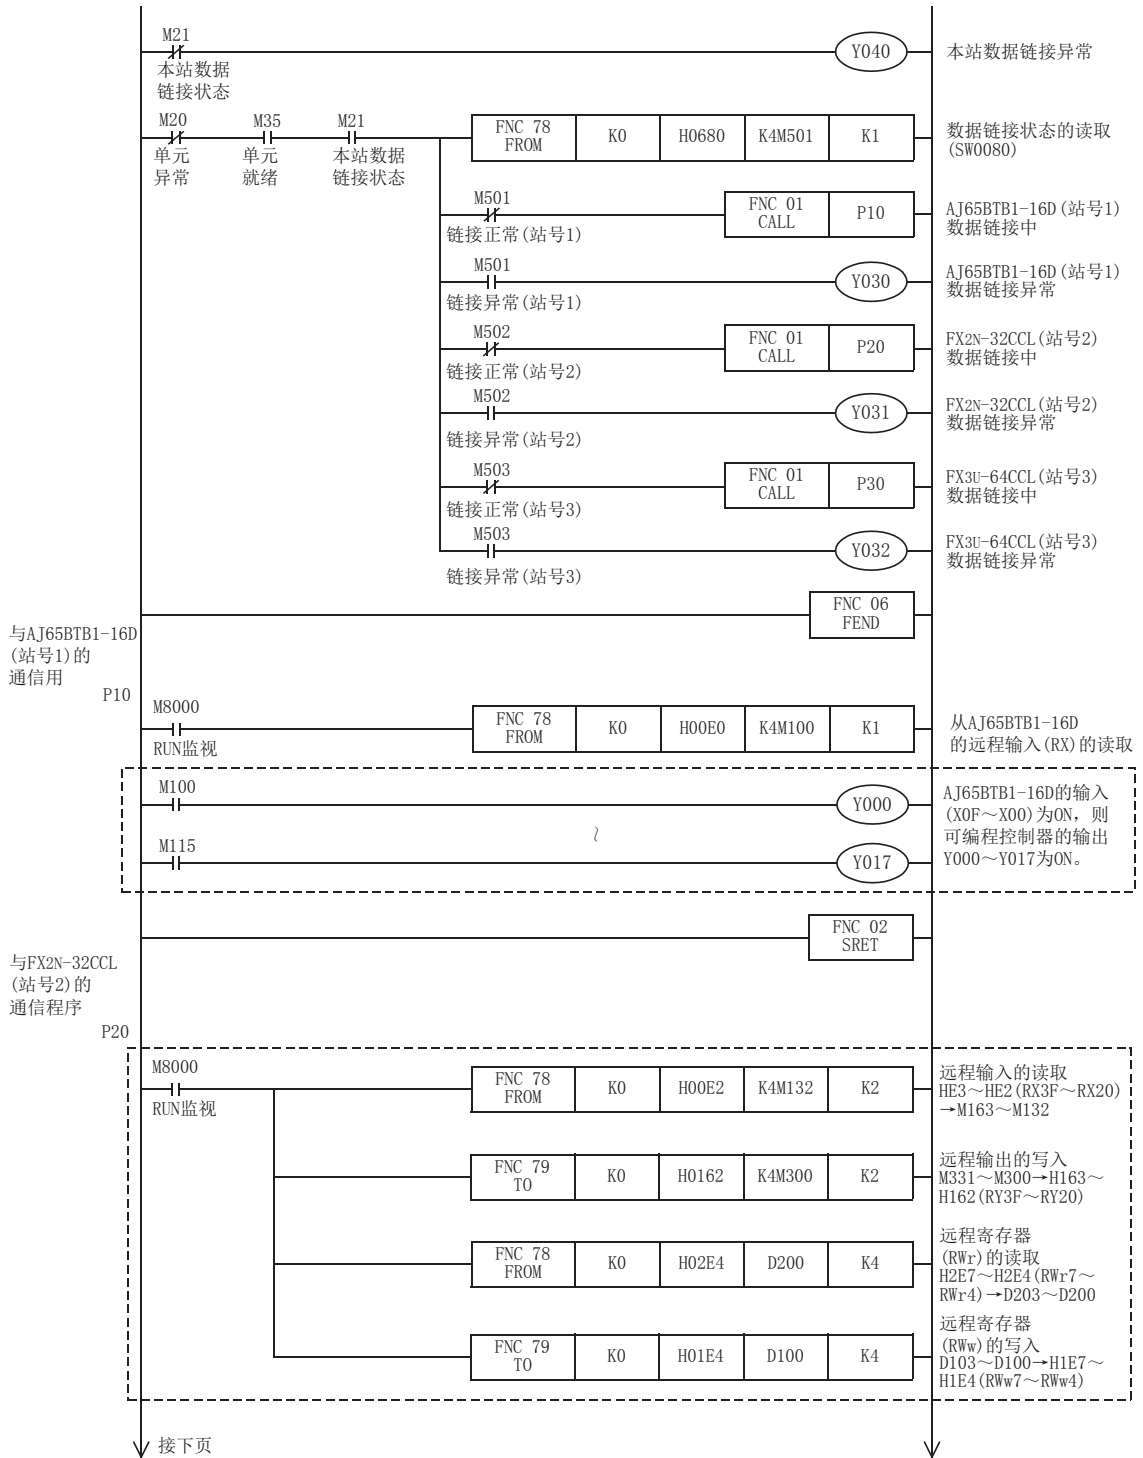 M21
Y040
本站数据链接异常
本站数据
链接状态
M20
M35
M21
FNC 78
FROM
K0
H0680
K4M501
K1
数据链接状态的读取
(SW0080)
单元
异常
单元
就绪
本站数据
链接状态
M501
FNC 01
CALL
P10
AJ65BTB1-16D(站号1)
数据链接中
链接正常(站号1)
M501
Y030
AJ65BTB1-16D(站号1)
数据链接异常
链接异常(站号1)
M502
FNC 01
CALL
P20
FX2N-32CCL(站号2)
数据链接中
链接正常(站号2)
M502
Y031
FX2N-32CCL(站号2)
数据链接异常
链接异常(站号2)
M503
FNC 01
CALL
P30
FX3U-64CCL(站号3)
数据链接中
链接正常(站号3)
M503
Y032
FX3U-64CCL(站号3)
数据链接异常
链接异常(站号3)
FNC 06
FEND
与AJ65BTB1-16D
(站号1)的
通信用
P10
M8000
RUN监视
FNC 78
FROM
K0
H00E0
K4M100
K1
从AJ65BTB1-16D
的远程输入(RX)的读取
M100
Y000
～
M115
Y017
AJ65BTB1-16D的输入
(X0F～X00)为ON，则
可编程控制器的输出
Y000～Y017为ON。
FNC 02
SRET
与FX2N-32CCL
(站号2)的
通信程序
P20
M8000
RUN监视
FNC 78
FROM
K0
H00E2
K4M132
K2
远程输入的读取
HE3～HE2(RX3F～RX20)
→M163～M132
FNC 79
TO
K0
H0162
K4M300
K2
远程输出的写入
M331～M300→H163～
H162(RY3F～RY20)
FNC 78
FROM
K0
H02E4
D200
K4
远程寄存器
(RWr)的读取
H2E7～H2E4(RWr7～
RWr4)→D203～D200
FNC 79
TO
K0
H01E4
D100
K4
远程寄存器
(RWw)的写入
D103～D100→H1E7～
H1E4(RWw7～RWw4)
接下页